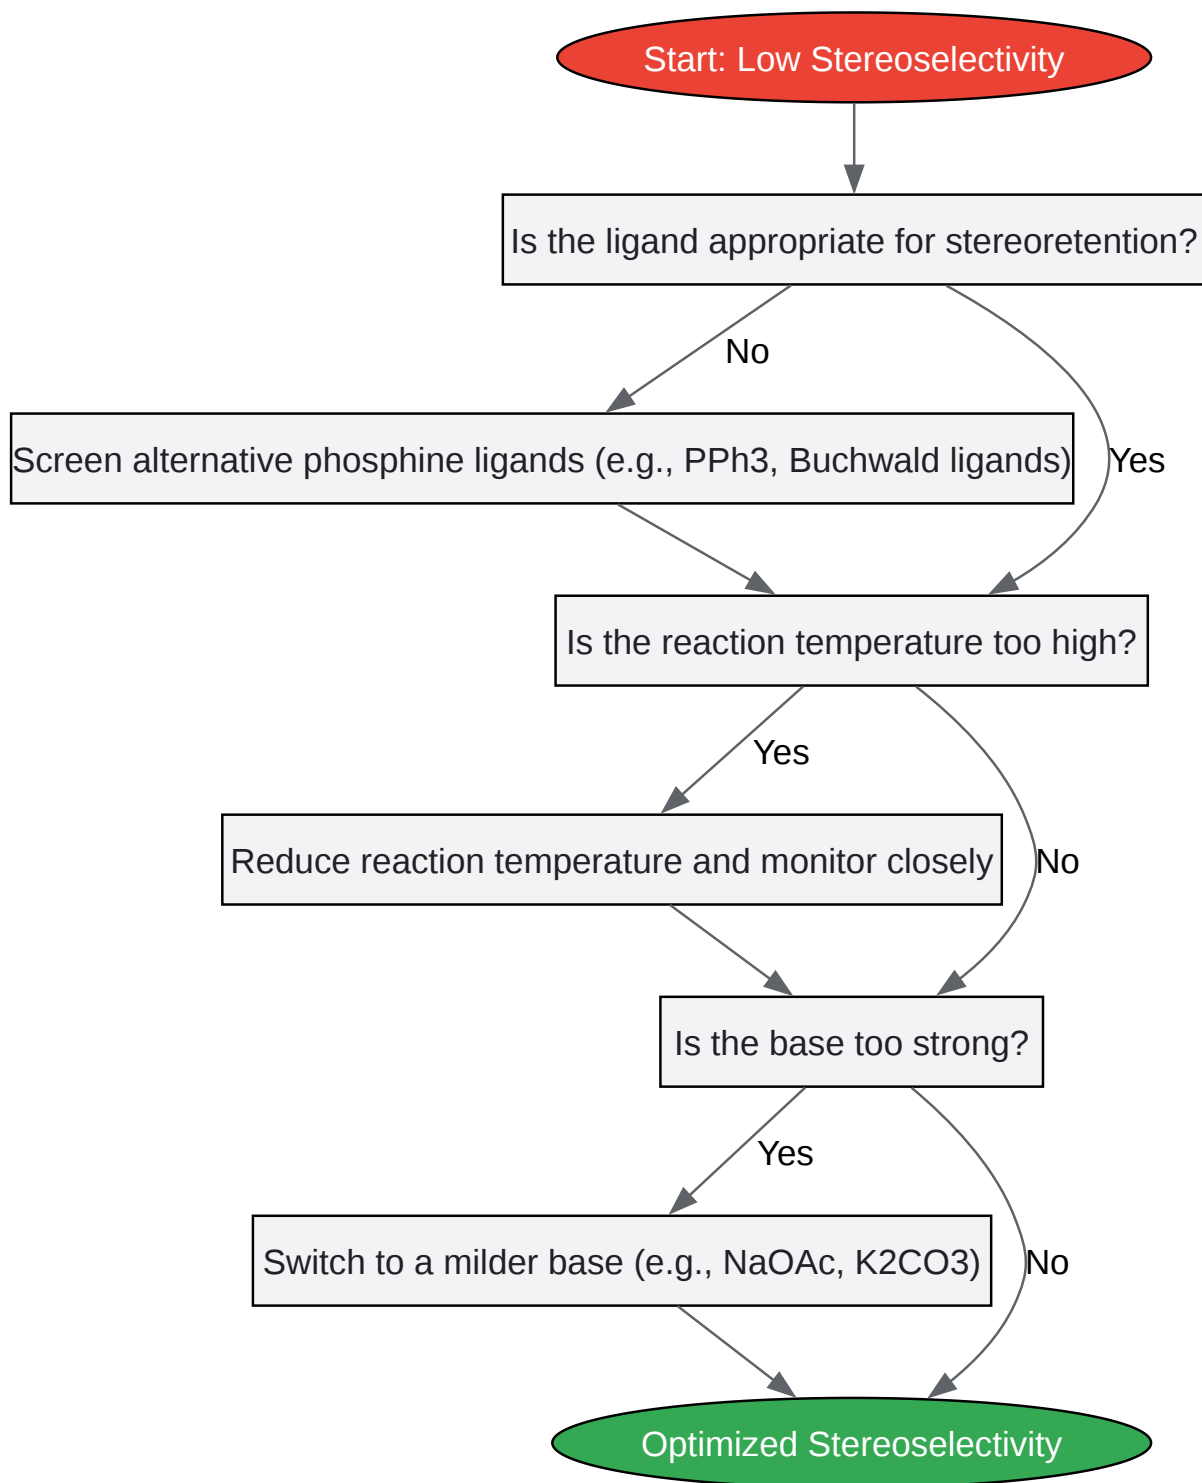 Start: Low Stereoselectivity
Is the ligand appropriate for stereoretention?
No
Screen alternative phosphine ligands (e.g., PPh3, Buchwald ligands)
Yes
Is the reaction temperature too high?
Yes
Reduce reaction temperature and monitor closely
No
Is the base too strong?
Yes
Switch to a milder base (e.g., NaOAc, K2CO3)
No
Optimized Stereoselectivity